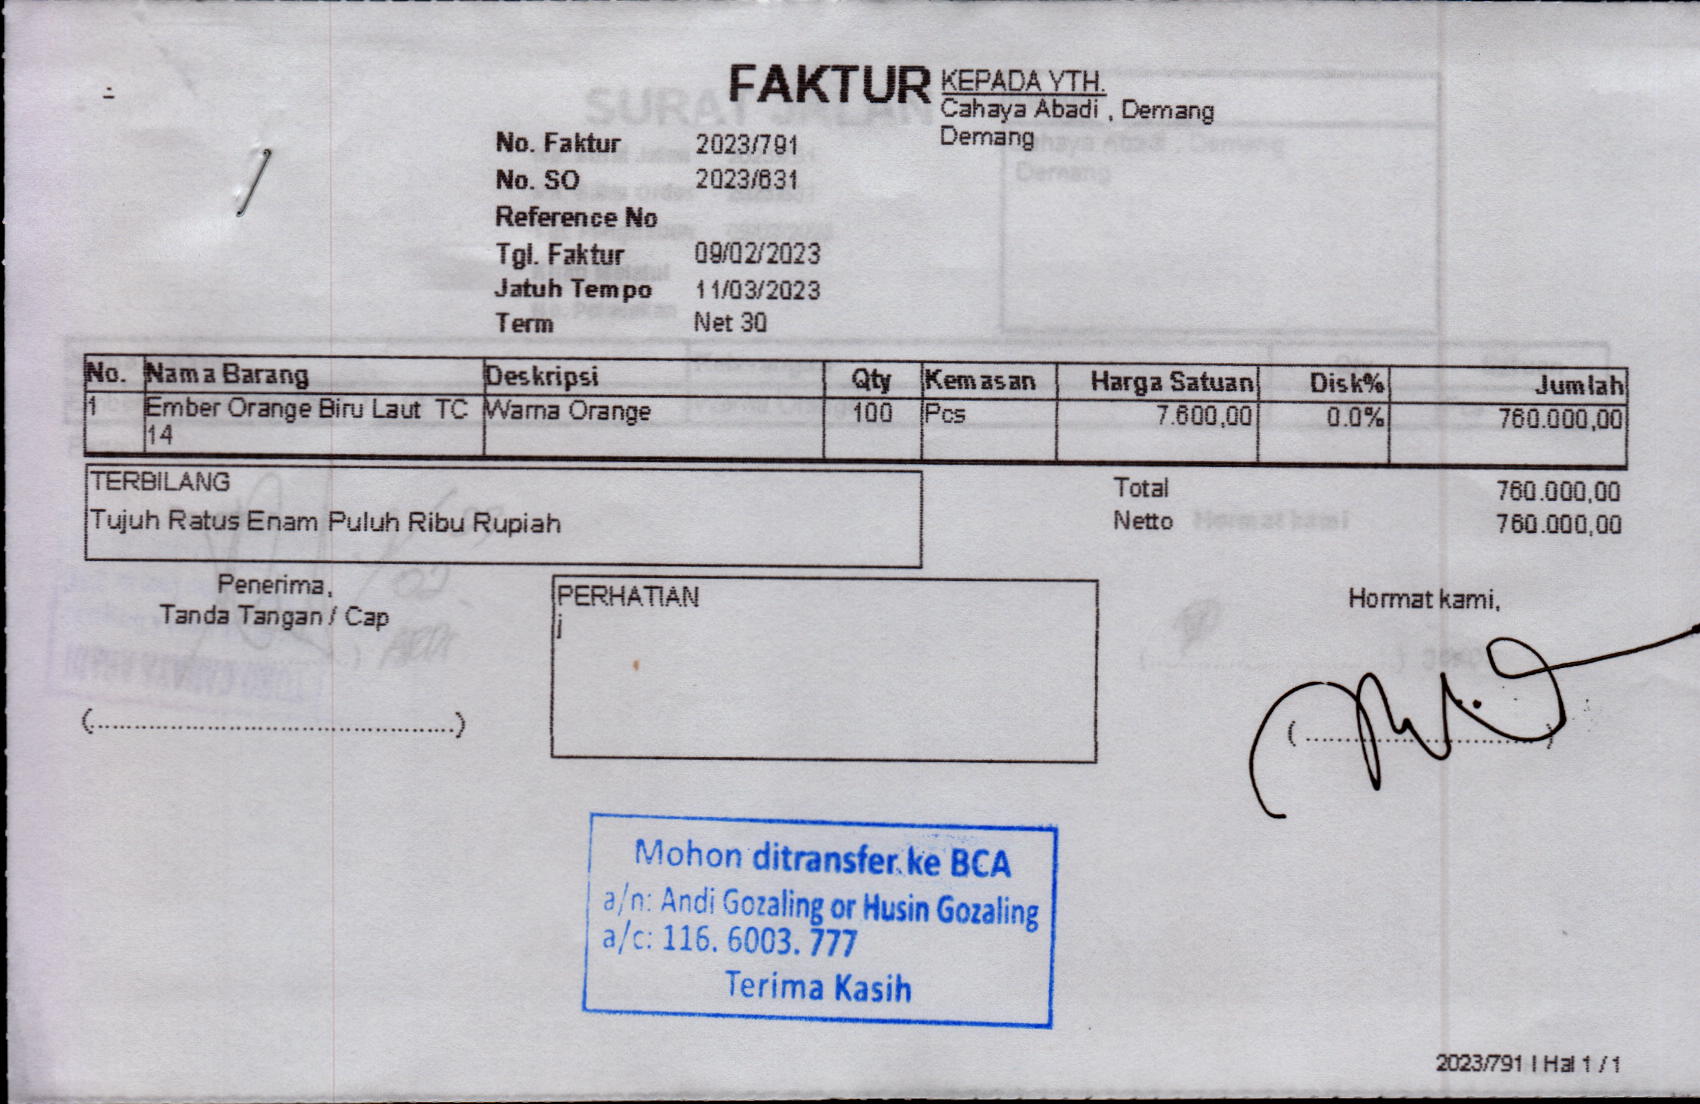 FAKTUR
KEPADA YTH.
Cahaya Abadi , Demang
Demang
No. Faktur 2023/791
No. SO 2023/631
Reference No
Tgl. Faktur 09/02/2023
Jatuh Tempo 11/03/2023
Term Net 30
No. Nama Barang Deskripsi Qty Kemasan Harga Satuan Disk% Jumlah
1 Ember Orange Biru Laut TC Warna Orange 100 Pcs 7.600,00 0.0% 760.000,00
14
TERBILANG
Tujuh Ratus Enam Puluh Ribu Rupiah
Total 760.000,00
Netto 760.000,00
Penerima,
Tanda Tangan / Cap
(..............................................)
PERHATIAN
j
Hormat kami,
(..............................)
Mohon ditransfer ke BCA
a/n: Andi Gozaling or Husin Gozaling
a/c: 116. 6003. 777
Terima Kasih
2023/791 | Hal 1 / 1